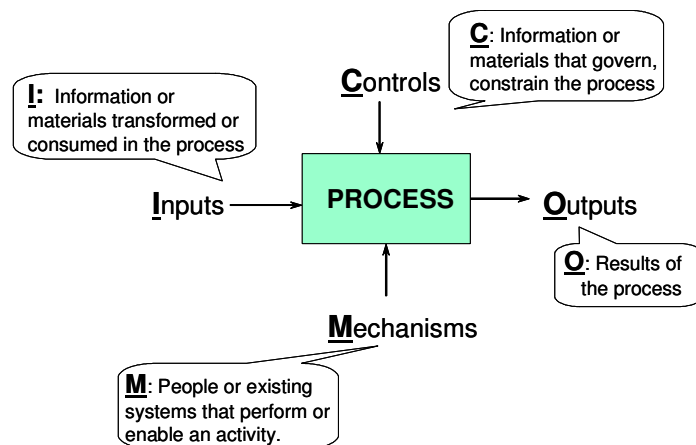 C: Information or
materials that govern,
constrain the process
Controls
I: Information or
materials transformed or
consumed in the process
Inputs
PROCESS
Outputs
O: Results of
the process
Mechanisms
M: People or existing
systems that perform or
enable an activity.